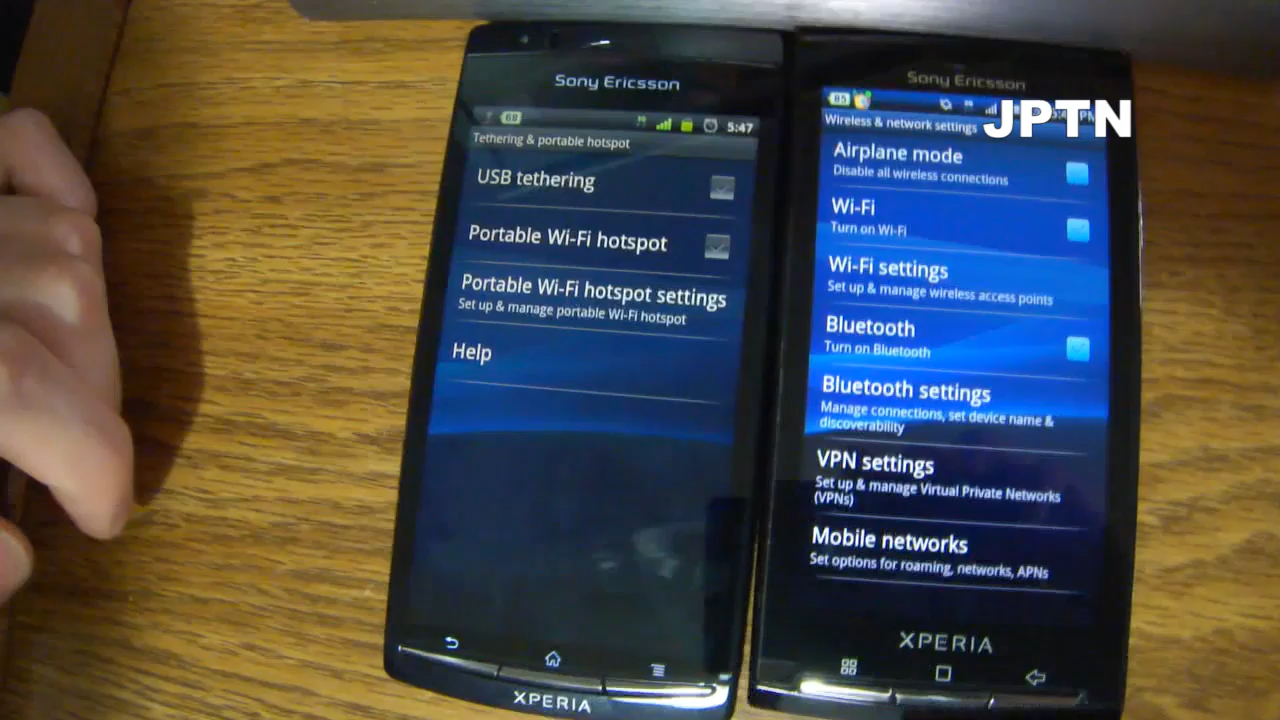 Sony Ericsson
68
5:47
Tethering & portable hotspot
USB tethering
Portable Wi-Fi hotspot
Portable Wi-Fi hotspot settings
Set up & manage portable Wi-Fi hotspot
Help
XPERIA
Sony Ericsson
85
JPTN
Wireless & network settings
Airplane mode
Disable all wireless connections
Wi-Fi
Turn on Wi-Fi
Wi-Fi settings
Set up & manage wireless access points
Bluetooth
Turn on Bluetooth
Bluetooth settings
Manage connections, set device name &
discoverability
VPN settings
Set up & manage Virtual Private Networks
(VPNs)
Mobile networks
Set options for roaming, networks, APNs
XPERIA